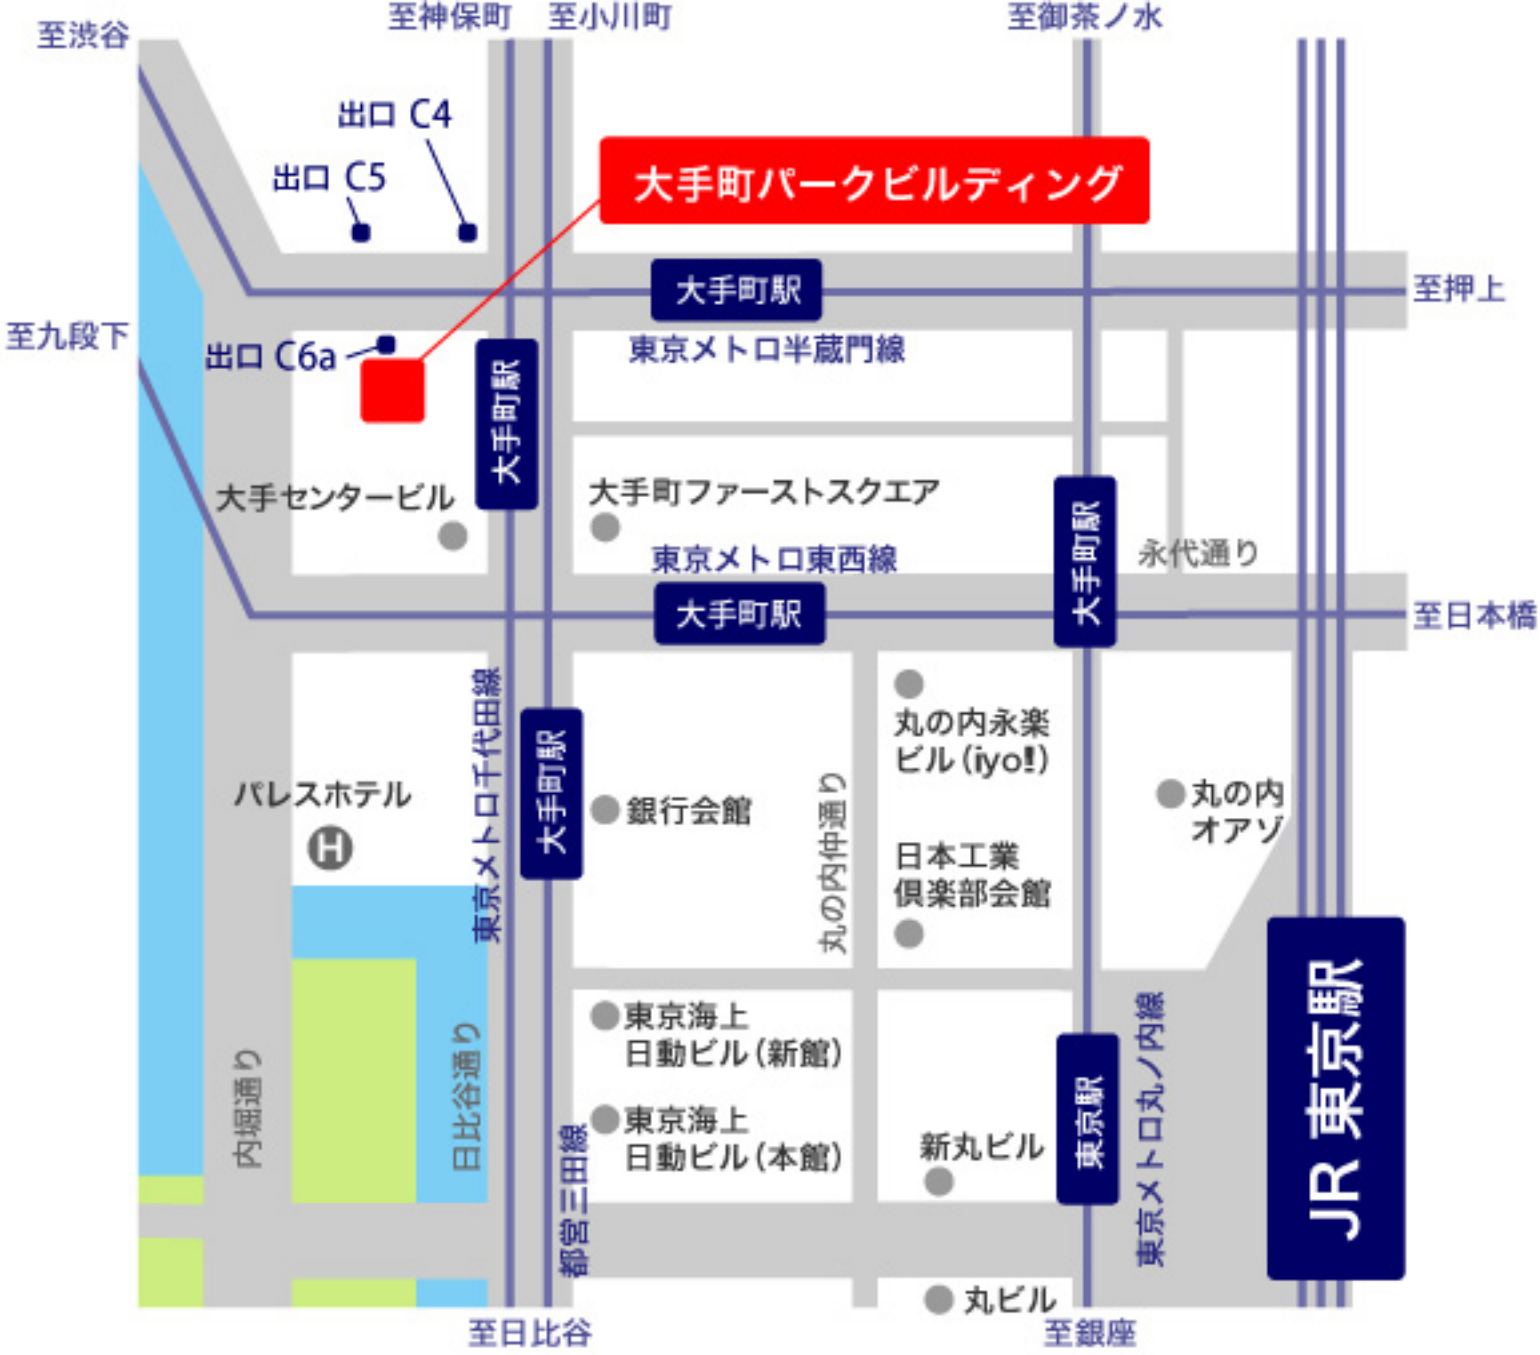 至神保町
至小川町
至御茶ノ水
至渋谷
出口 C4
出口 C5
大手町パークビルディング
大手町駅
至押上
至九段下
出口 C6a
東京メトロ半蔵門線
大手町駅
大手センタービル
大手町ファーストスクエア
大手町駅
東京メトロ東西線
永代通り
大手町駅
至日本橋
東京メトロ千代田線
大手町駅
丸の内永楽
ビル(iyo!)
パレスホテル
H
銀行会館
丸の内仲通り
丸の内
オアゾ
日本工業
倶楽部会館
東京海上
日動ビル(新館)
内堀通り
日比谷通り
東京海上
日動ビル(本館)
都営三田線
新丸ビル
東京駅
東京メトロ丸ノ内線
JR 東京駅
丸ビル
至日比谷
至銀座